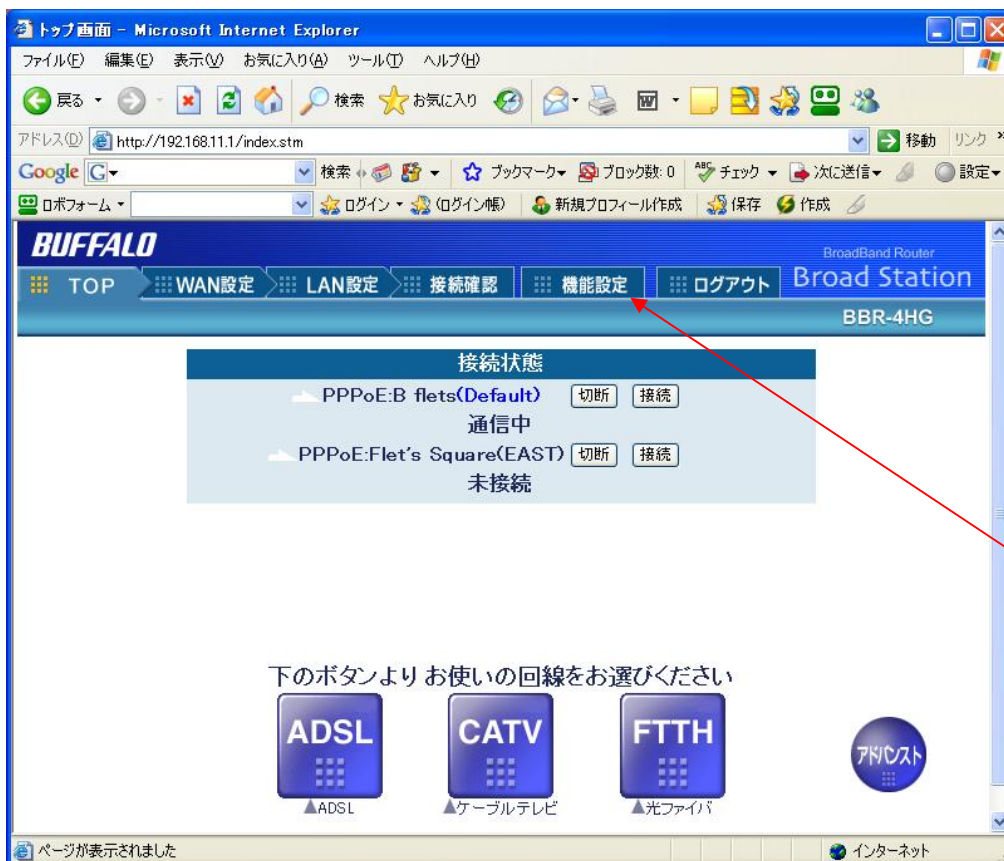 トップ画面 - Microsoft Internet Explorer
ファイル(F) 編集(E) 表示(V) お気に入り(A) ツール(T) ヘルプ(H)
戻る 検索 お気に入り
アドレス(D) http://192.168.11.1/index.stm 移動 リンク »
Google G 検索 ブックマーク ブロック数: 0 ABC チェック 次に送信 設定
ロボフォーム ログイン (ログイン帳) 新規プロフィール作成 保存 作成
BUFFALO
BroadBand Router
Broad Station
TOP WAN設定 LAN設定 接続確認 機能設定 ログアウト
BBR-4HG
接続状態
PPPoE:B flets(Default) 切断 接続
通信中
PPPoE:Flet's Square(EAST) 切断 接続
未接続
下のボタンより お使いの回線をお選びください
ADSL CATV FTTH
アドバンスト
▲ADSL ▲ケーブルテレビ ▲光ファイバ
ページが表示されました インターネット